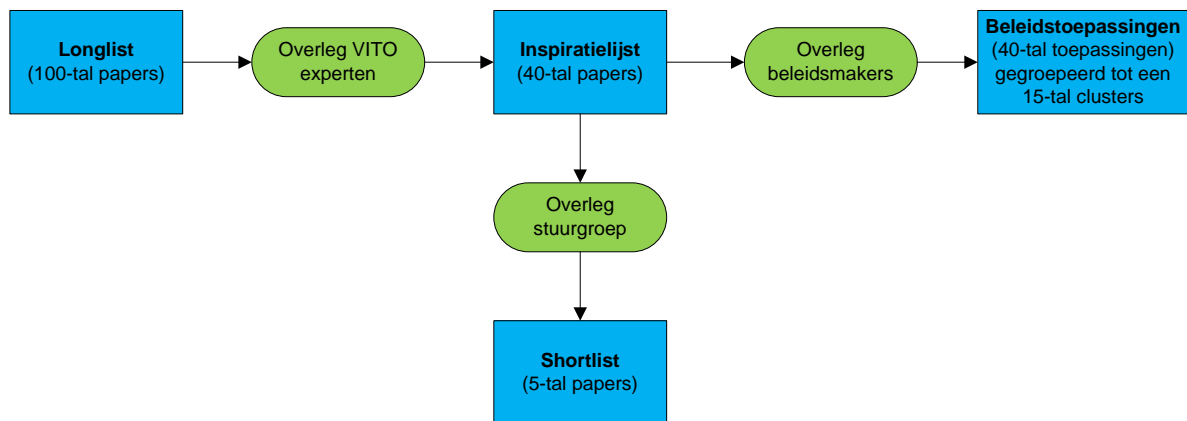 Longlist
(100-tal papers)
Overleg VITO
experten
Inspiratielijst
(40-tal papers)
Overleg
beleidsmakers
Beleidstoepassingen
(40-tal toepassingen)
gegroepeerd tot een
15-tal clusters
Overleg
stuurgroep
Shortlist
(5-tal papers)